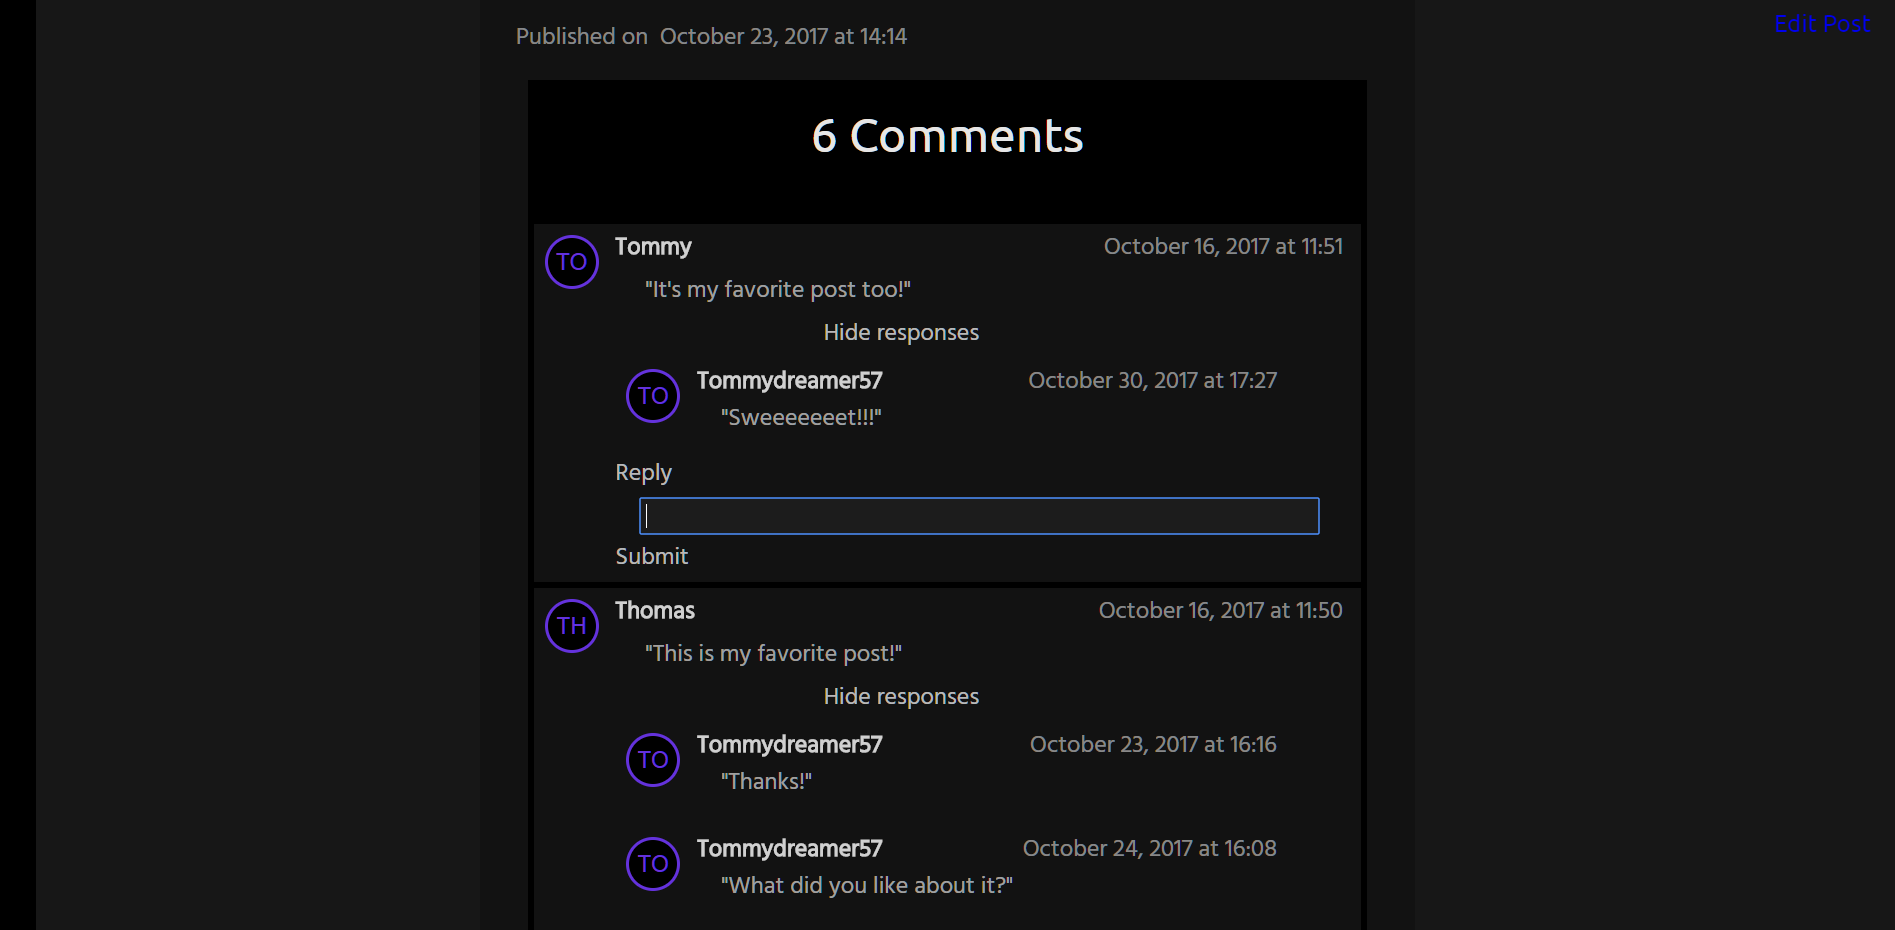 Published on October 23, 2017 at 14:14
Edit Post
6 Comments
TO Tommy October 16, 2017 at 11:51
"It's my favorite post too!"
Hide responses
TO Tommydreamer57 October 30, 2017 at 17:27
"Sweeeeeeet!!!"
Reply
Submit
TH Thomas October 16, 2017 at 11:50
"This is my favorite post!"
Hide responses
TO Tommydreamer57 October 23, 2017 at 16:16
"Thanks!"
TO Tommydreamer57 October 24, 2017 at 16:08
"What did you like about it?"